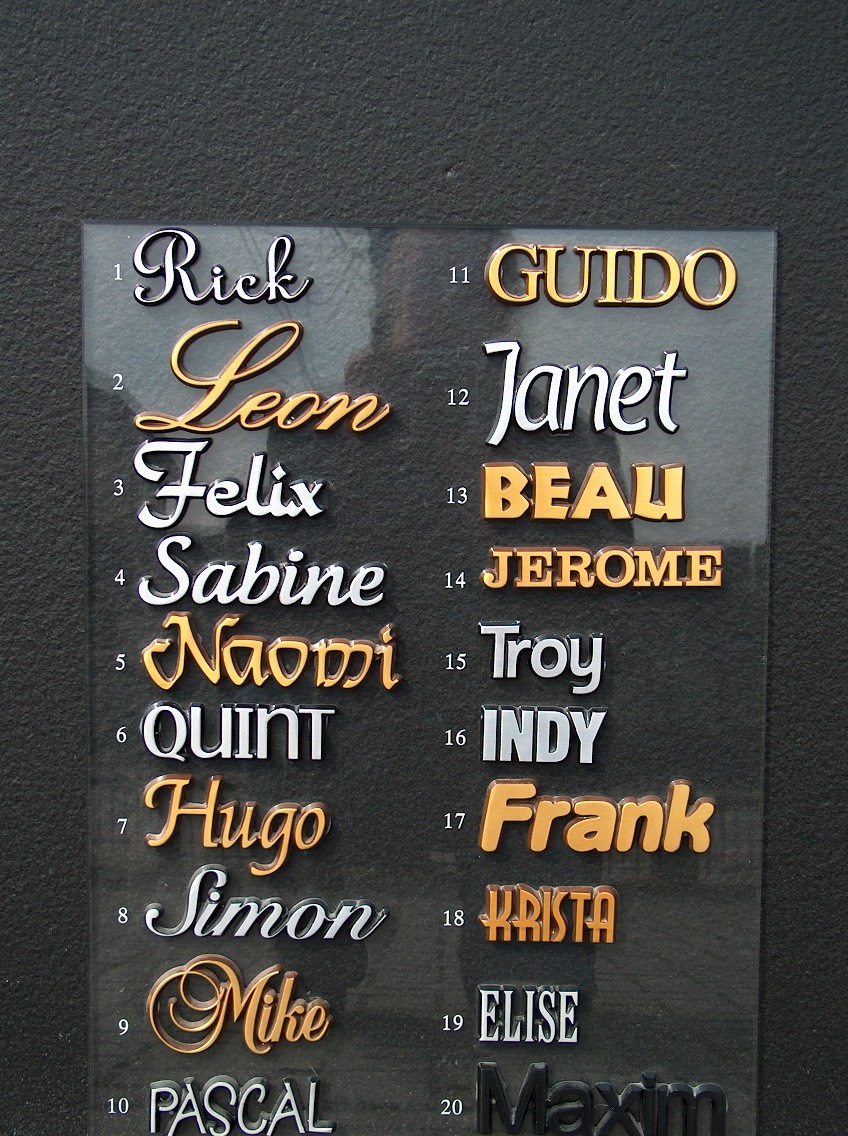 1 Rick
2 Leon
3 Felix
4 Sabine
5 Naomi
6 QUINT
7 Hugo
8 Simon
9 Mike
10 PASCAL
11 GUIDO
12 Janet
13 BEAU
14 JEROME
15 Troy
16 INDY
17 Frank
18 KRISTA
19 ELISE
20 Maxim